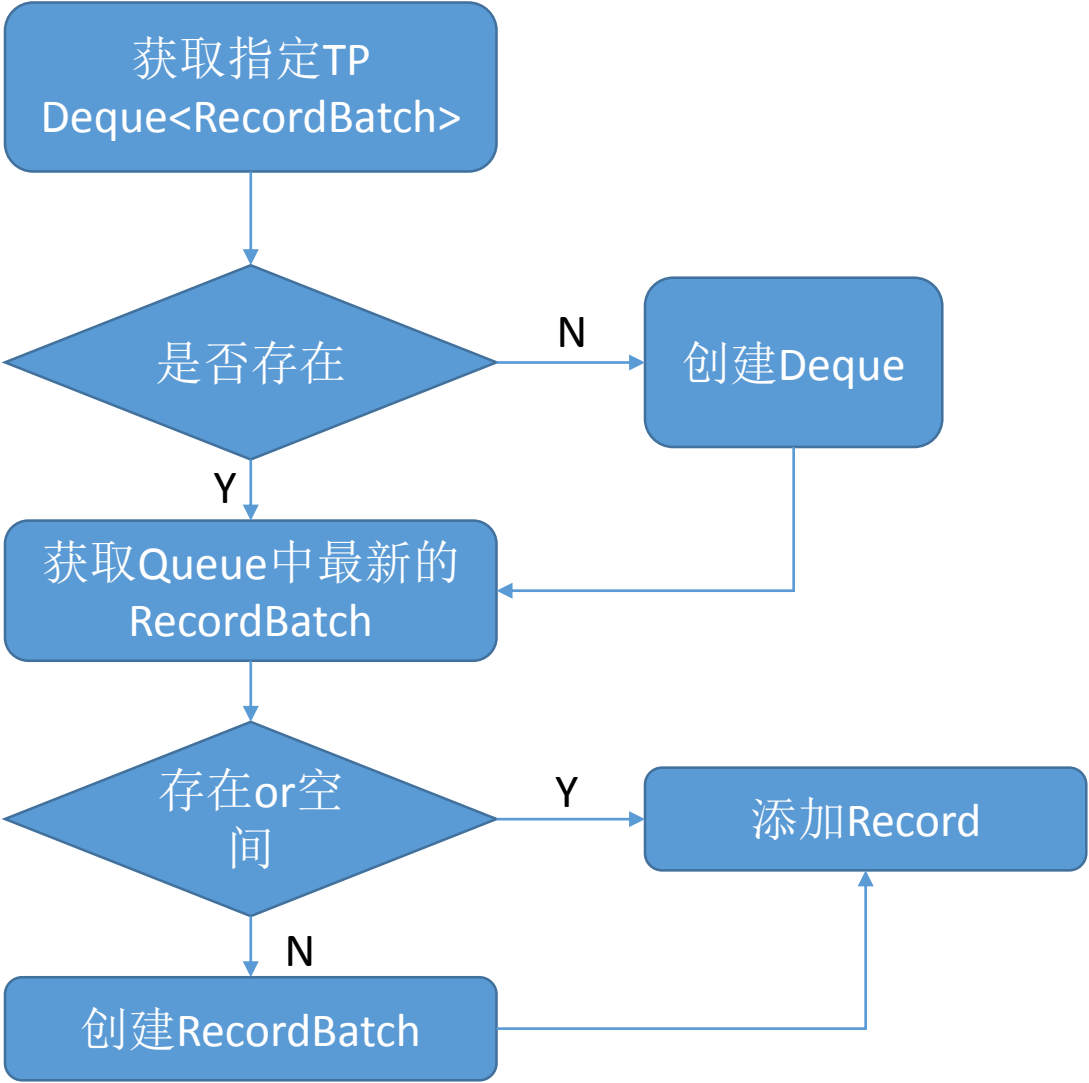 获取指定TP
Deque<RecordBatch>
是否存在
N
创建Deque
Y
获取Queue中最新的
RecordBatch
存在or空
间
Y
添加Record
N
创建RecordBatch